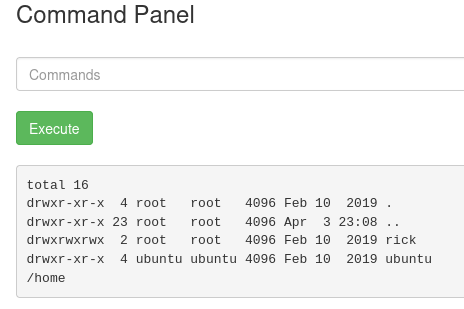 Command Panel
Commands
Execute
total 16
drwxr-xr-x  4 root   root   4096 Feb 10  2019 .
drwxr-xr-x 23 root   root   4096 Apr  3 23:08 ..
drwxrwxrwx  2 root   root   4096 Feb 10  2019 rick
drwxr-xr-x  4 ubuntu ubuntu 4096 Feb 10  2019 ubuntu
/home